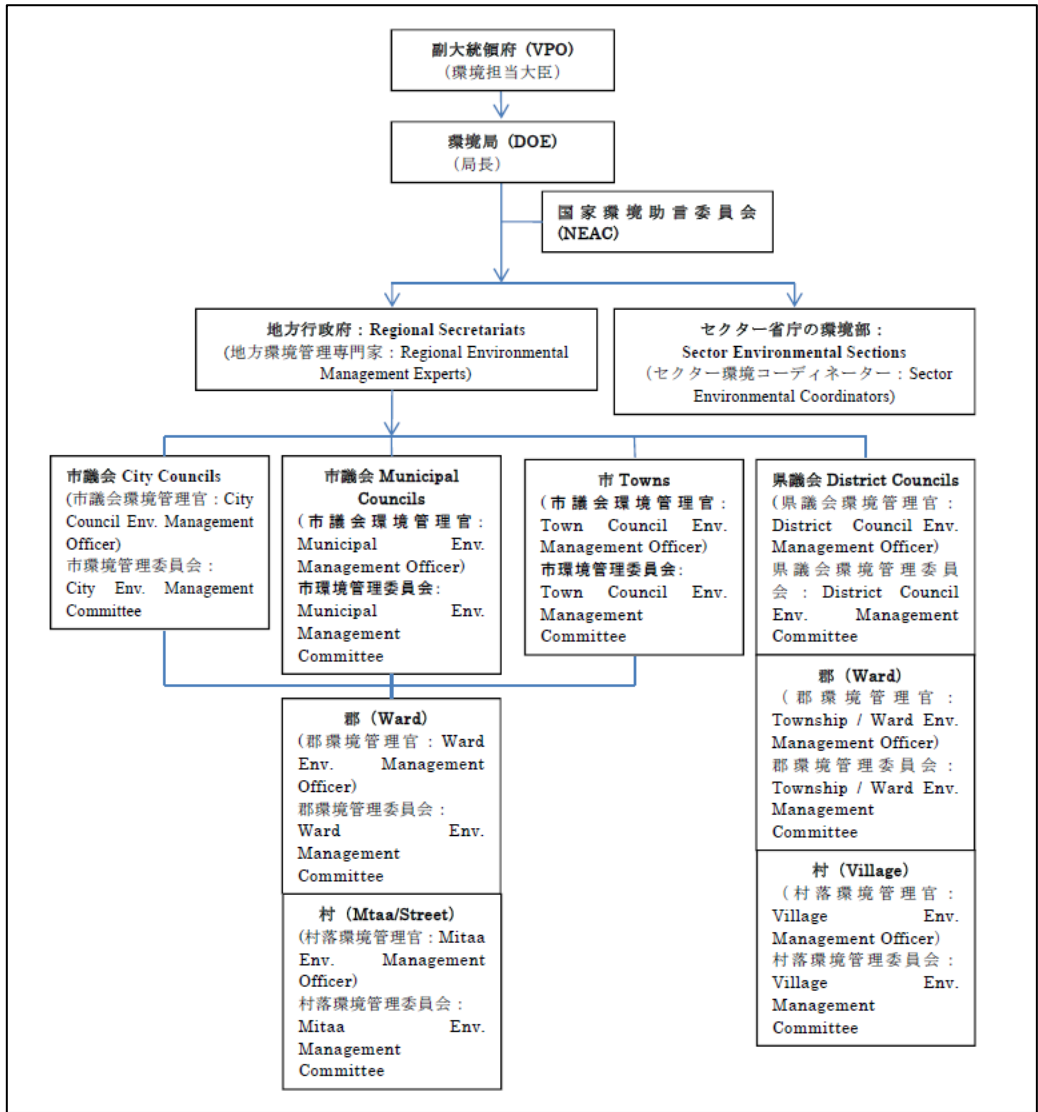 副大統領府 (VPO)
(環境担当大臣)
環境局 (DOE)
(局長)
国家環境助言委員会
(NEAC)
地方行政府：Regional Secretariats
(地方環境管理専門家：Regional Environmental
Management Experts)
セクター省庁の環境部：
Sector Environmental Sections
(セクター環境コーディネーター：Sector
Environmental Coordinators)
市議会 City Councils
(市議会環境管理官：City
Council Env. Management
Officer)
市環境管理委員会：
City Env. Management
Committee
市議会 Municipal
Councils
(市議会環境管理官：
Municipal Env.
Management Officer)
市環境管理委員会:
Municipal Env.
Management
Committee
市 Towns
(市議会環境管理官：
Town Council Env.
Management Officer)
市環境管理委員会:
Town Council Env.
Management
Committee
県議会 District Councils
(県議会環境管理官：
District Council Env.
Management Officer)
県議会環境管理委員
会：District Council
Env. Management
Committee
郡（Ward）
(郡環境管理官：Ward
Env. Management
Officer)
郡環境管理委員会：
Ward Env.
Management
Committee
村（Mtaa/Street）
(村落環境管理官：Mitaa
Env. Management
Officer)
村落環境管理委員会：
Mitaa Env.
Management
Committee
郡（Ward）
（郡環境管理官：
Township / Ward Env.
Management Officer)
郡環境管理委員会：
Township / Ward Env.
Management
Committee
村（Village）
（村落環境管理官：
Village Env.
Management Officer)
村落環境管理委員会：
Village Env.
Management
Committee